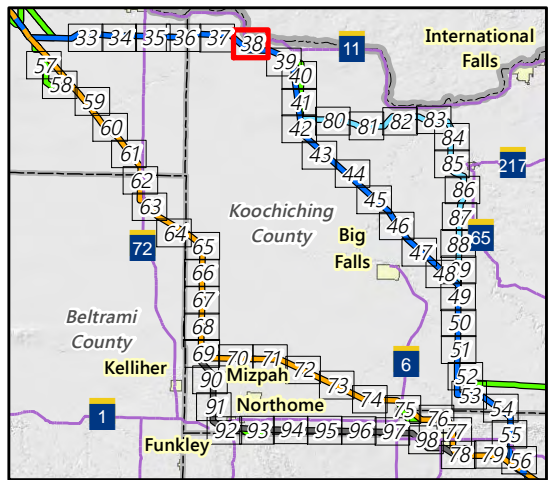 33 34 35 36 37 38
11
International
Falls
39
57 40
58
59 41
80 81 82 83
60 42
84
61 43
85 217
62 44
86
63 45
Koochiching
County
87
64 46
72 65 47 88 65
Big
Falls
48 89
66
49
67
50
Beltrami
County
68
51
69 70 71 72
6
Kelliher 90 Mizpah 73
52
53
74
91 Northome 75
54
1
76
92 93 94 95 96 97 77
55
Funkley
98
78 79 56